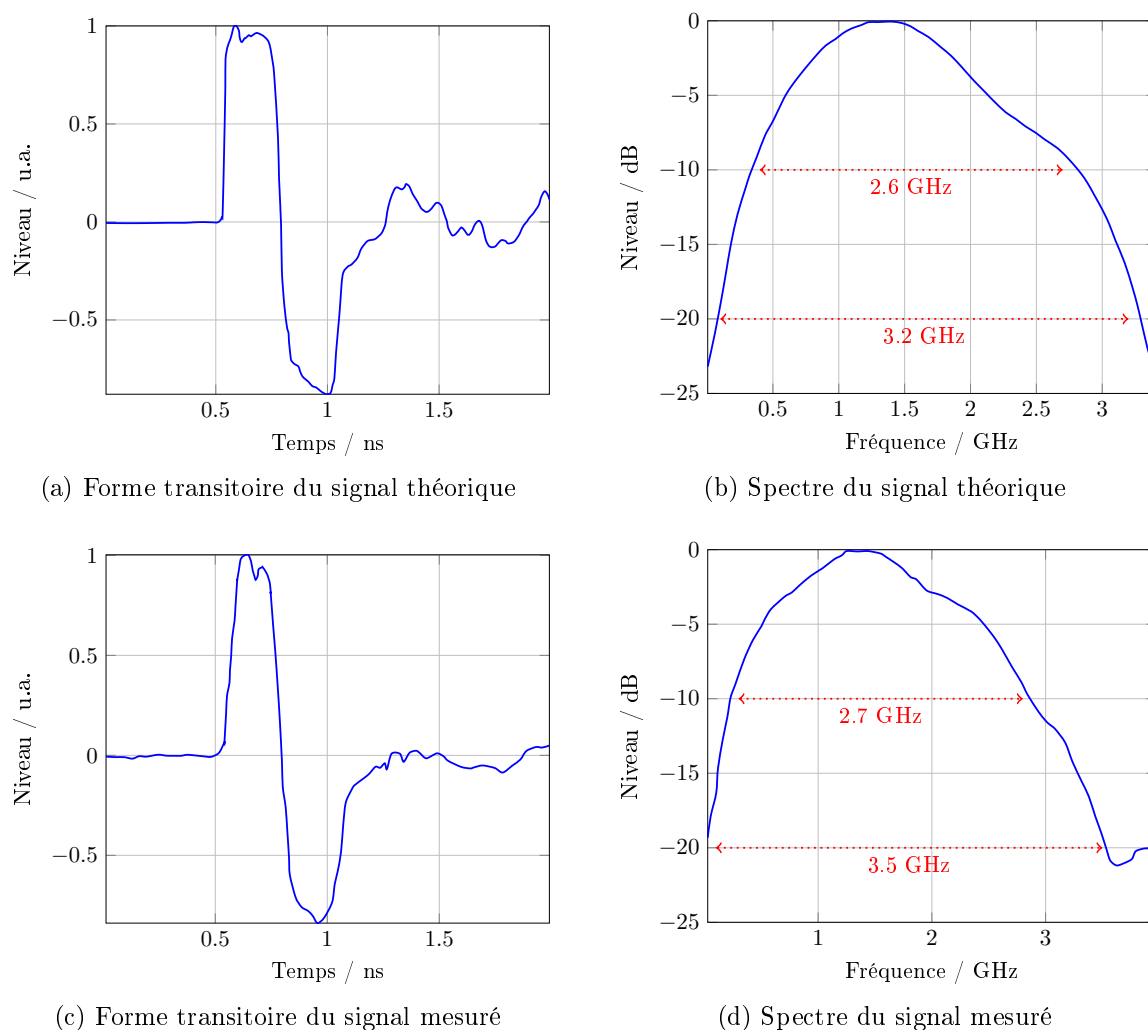 1
0.5
0
−0.5
0.5
1
1.5
Niveau / u.a.
Temps / ns
(a) Forme transitoire du signal théorique
0
−5
−10
−15
−20
−25
0.5
1
1.5
2
2.5
3
2.6 GHz
3.2 GHz
Niveau / dB
Fréquence / GHz
(b) Spectre du signal théorique
1
0.5
0
−0.5
0.5
1
1.5
Niveau / u.a.
Temps / ns
(c) Forme transitoire du signal mesuré
0
−5
−10
−15
−20
−25
1
2
3
2.7 GHz
3.5 GHz
Niveau / dB
Fréquence / GHz
(d) Spectre du signal mesuré